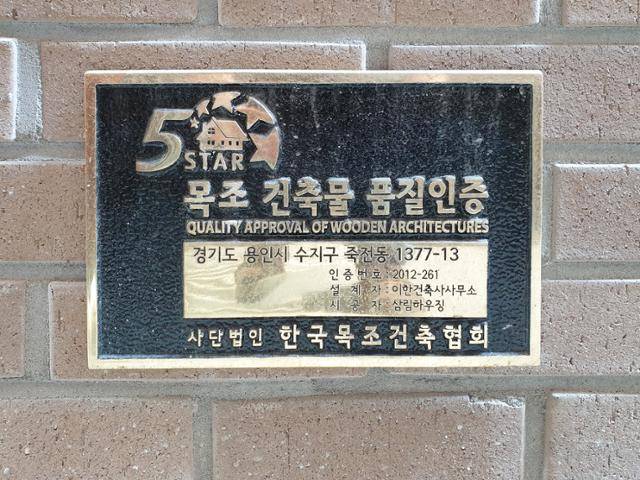 5
STAR
목조 건축물 품질인증
QUALITY APPROVAL OF WOODEN ARCHITECTURES
경기도 용인시 수지구 죽전동 1377-13
인증번호 : 2012-261
설 계 자 : 이한건축사사무소
시 공 자 : 삼림하우징
사단법인 한국목조건축협회